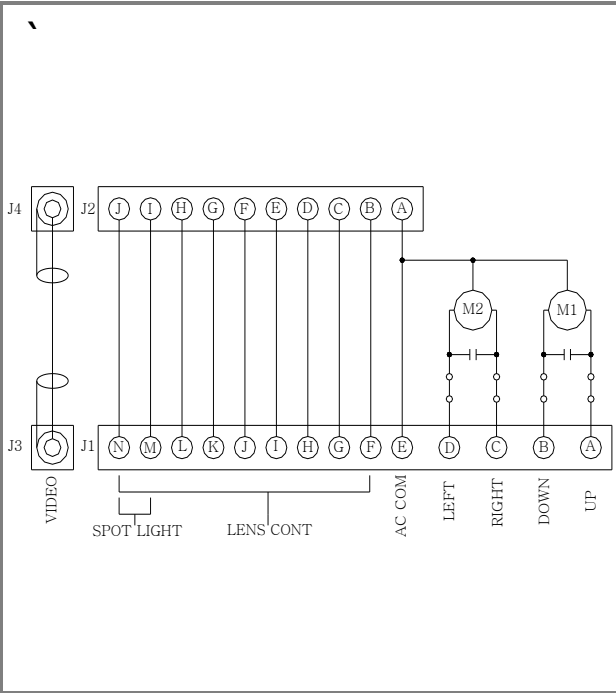 `
J4 J2 J I H G F E D C B A
M2 M1
J3 J1 N M L K J I H G F E D C B A
VIDEO
SPOT LIGHT
LENS CONT
AC COM
LEFT
RIGHT
DOWN
UP